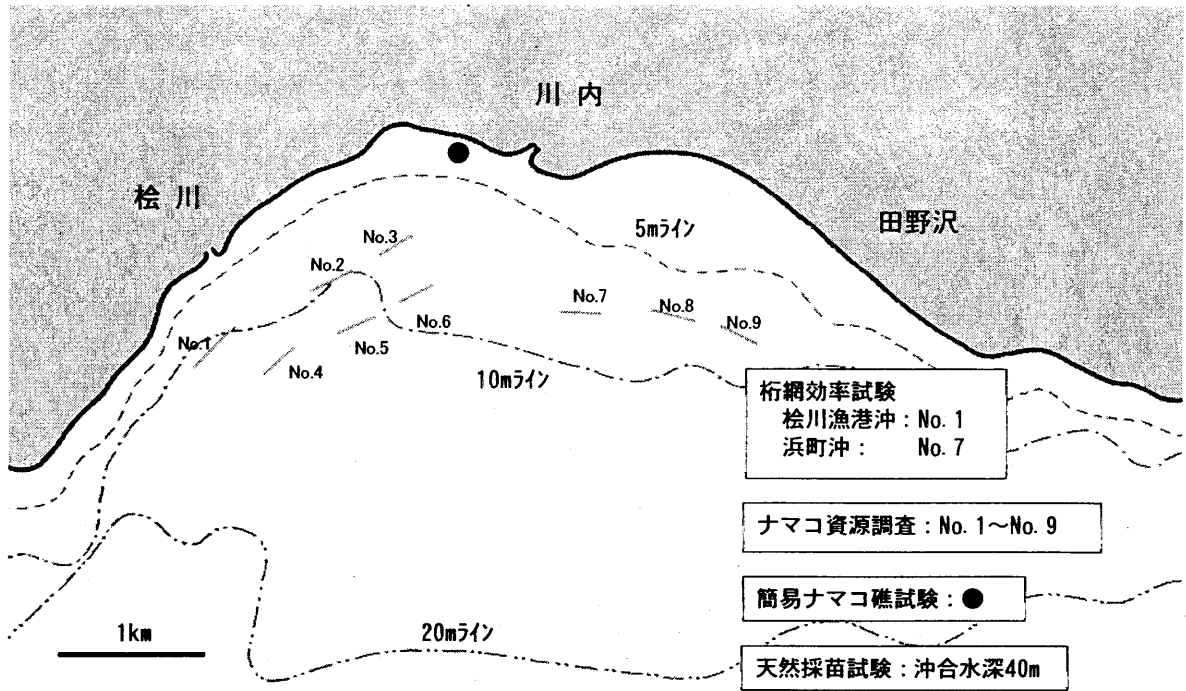 川内
桧川
田野沢
5mライン
No.3
No.2
No.7
No.8
No.9
No.6
No.1
No.5
No.4
10mライン
桁網効率試験
桧川漁港沖：No. 1
浜町沖： No. 7
ナマコ資源調査：No. 1～No. 9
簡易ナマコ礁試験：●
1km
20mライン
天然採苗試験：沖合水深40m